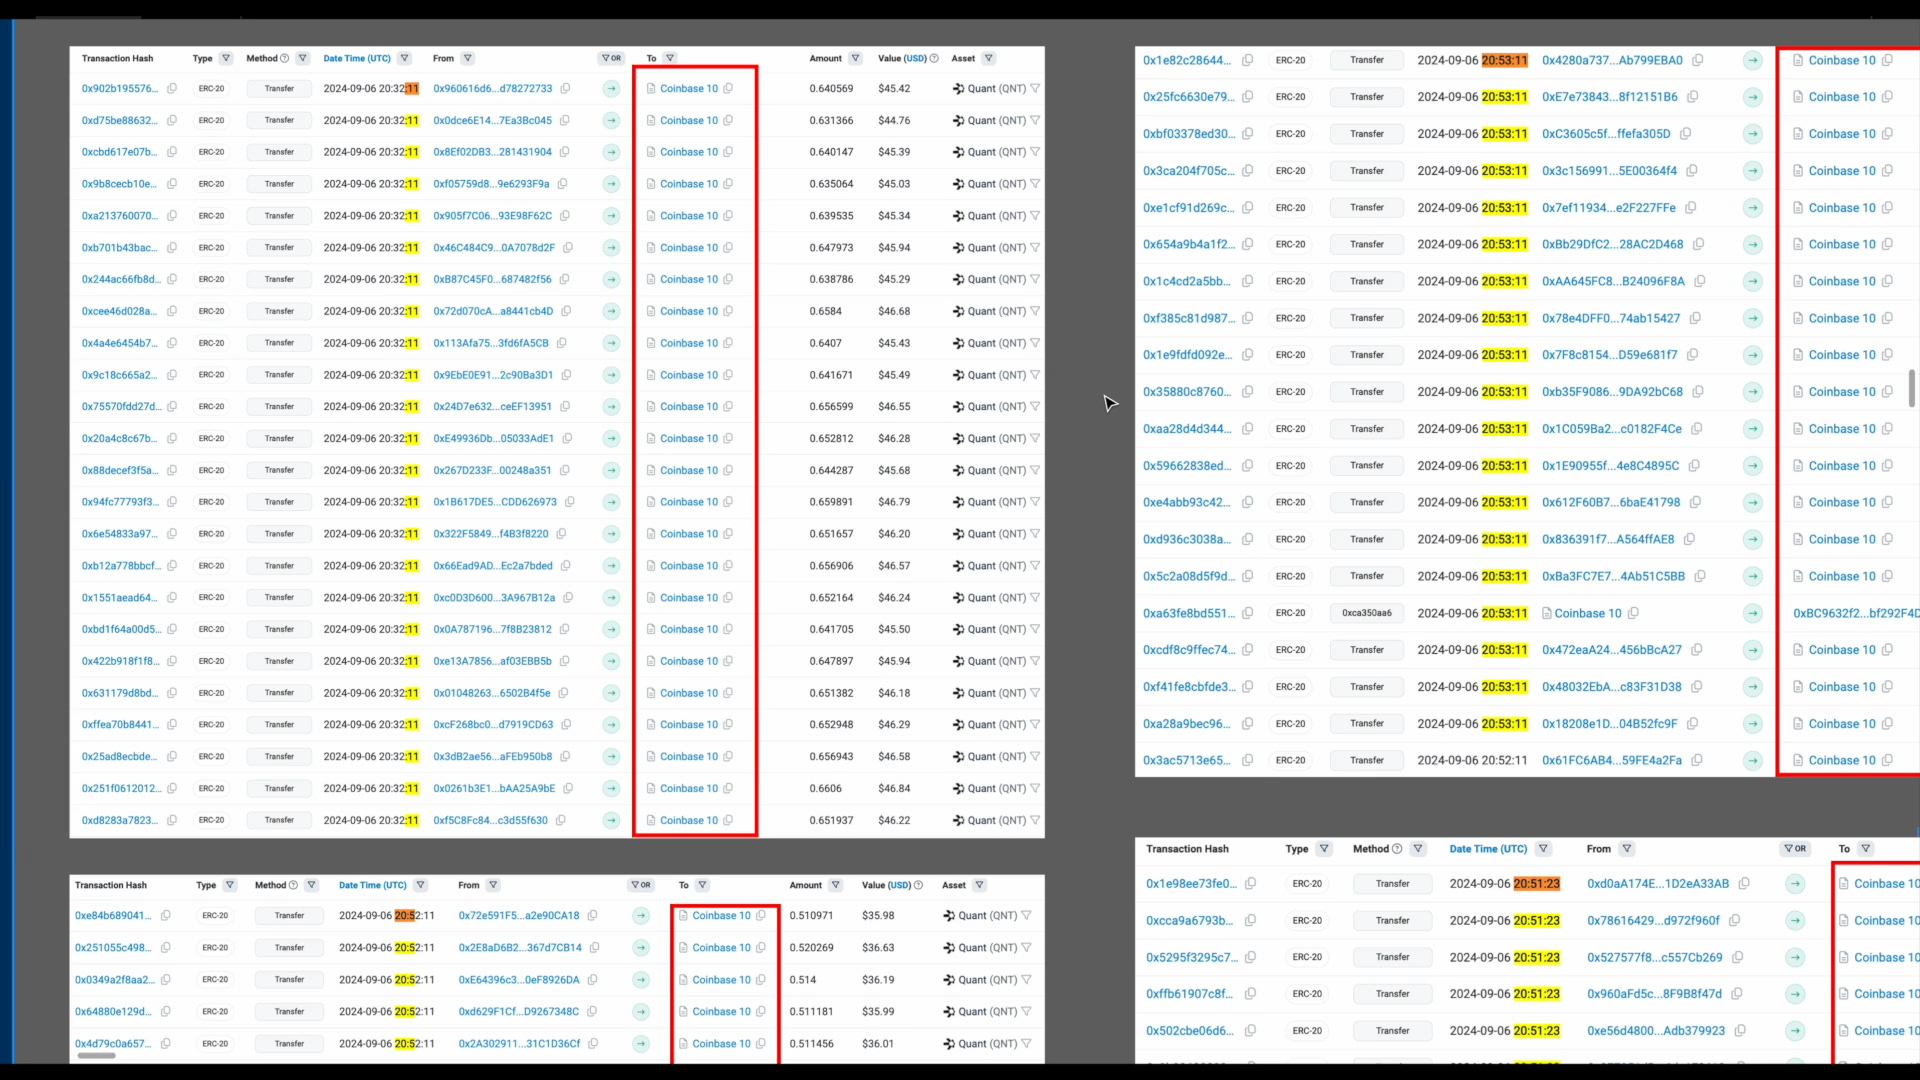 Transaction Hash Type Method Date Time (UTC) From OR To Amount Value (USD) Asset
0x902b195576... ERC-20 Transfer 2024-09-06 20:32:11 0x960616d6...d78272733 Coinbase 10 0.640569 $45.42 Quant (QNT)
0xd75be88632... ERC-20 Transfer 2024-09-06 20:32:11 0x0dce6E14...7Ea3Bc045 Coinbase 10 0.631366 $44.76 Quant (QNT)
0xcbd617e07b... ERC-20 Transfer 2024-09-06 20:32:11 0x8Ef02DB3...281431904 Coinbase 10 0.640147 $45.39 Quant (QNT)
0x9b8cecb10e... ERC-20 Transfer 2024-09-06 20:32:11 0xf05759d8...9e6293F9a Coinbase 10 0.635064 $45.03 Quant (QNT)
0xa213760070... ERC-20 Transfer 2024-09-06 20:32:11 0x905f7C06...93E98F62C Coinbase 10 0.639535 $45.34 Quant (QNT)
0xb701b43bac... ERC-20 Transfer 2024-09-06 20:32:11 0x46C484C9...0A7078d2F Coinbase 10 0.647973 $45.94 Quant (QNT)
0x244ac66fb8d... ERC-20 Transfer 2024-09-06 20:32:11 0xB87C45F0...687482f56 Coinbase 10 0.638786 $45.29 Quant (QNT)
0xcee46d028a... ERC-20 Transfer 2024-09-06 20:32:11 0x72d070cA...a8441cb4D Coinbase 10 0.6584 $46.68 Quant (QNT)
0x4a4e6454b7... ERC-20 Transfer 2024-09-06 20:32:11 0x113Afa75...3fd6fA5CB Coinbase 10 0.6407 $45.43 Quant (QNT)
0x9c18c665a2... ERC-20 Transfer 2024-09-06 20:32:11 0x9EbE0E91...2c90Ba3D1 Coinbase 10 0.641671 $45.49 Quant (QNT)
0x75570fdd27d... ERC-20 Transfer 2024-09-06 20:32:11 0x24D7e632...ceEF13951 Coinbase 10 0.656599 $46.55 Quant (QNT)
0x20a4c8c67b... ERC-20 Transfer 2024-09-06 20:32:11 0xE49936Db...05033AdE1 Coinbase 10 0.652812 $46.28 Quant (QNT)
0x88decef3f5a... ERC-20 Transfer 2024-09-06 20:32:11 0x267D233F...00248a351 Coinbase 10 0.644287 $45.68 Quant (QNT)
0x94fc77793f3... ERC-20 Transfer 2024-09-06 20:32:11 0x1B617DE5...CDD626973 Coinbase 10 0.659891 $46.79 Quant (QNT)
0x6e54833a97... ERC-20 Transfer 2024-09-06 20:32:11 0x322F5849...f4B3f8220 Coinbase 10 0.651657 $46.20 Quant (QNT)
0xb12a778bbcf... ERC-20 Transfer 2024-09-06 20:32:11 0x66Ead9AD...Ec2a7bded Coinbase 10 0.656906 $46.57 Quant (QNT)
0x1551aead64... ERC-20 Transfer 2024-09-06 20:32:11 0xc0D3D600...3A967B12a Coinbase 10 0.652164 $46.24 Quant (QNT)
0xbd1f64a00d5... ERC-20 Transfer 2024-09-06 20:32:11 0x0A787196...7f8B23812 Coinbase 10 0.641705 $45.50 Quant (QNT)
0x422b918f1f8... ERC-20 Transfer 2024-09-06 20:32:11 0xe13A7856...af03EBB5b Coinbase 10 0.647897 $45.94 Quant (QNT)
0x631179d8bd... ERC-20 Transfer 2024-09-06 20:32:11 0x01048263...6502B4f5e Coinbase 10 0.651382 $46.18 Quant (QNT)
0xffea70b8441... ERC-20 Transfer 2024-09-06 20:32:11 0xcF268bc0...d7919CD63 Coinbase 10 0.652948 $46.29 Quant (QNT)
0x25ad8ecbde... ERC-20 Transfer 2024-09-06 20:32:11 0x3dB2ae56...aFEb950b8 Coinbase 10 0.656943 $46.58 Quant (QNT)
0x251f0612012... ERC-20 Transfer 2024-09-06 20:32:11 0x0261b3E1...bAA25A9bE Coinbase 10 0.6606 $46.84 Quant (QNT)
0xd8283a7823... ERC-20 Transfer 2024-09-06 20:32:11 0xf5C8Fc84...c3d55f630 Coinbase 10 0.651937 $46.22 Quant (QNT)
Transaction Hash Type Method Date Time (UTC) From OR To Amount Value (USD) Asset
0xe84b689041... ERC-20 Transfer 2024-09-06 20:52:11 0x72e591F5...a2e90CA18 Coinbase 10 0.510971 $35.98 Quant (QNT)
0x251055c498... ERC-20 Transfer 2024-09-06 20:52:11 0x2E8aD6B2...367d7CB14 Coinbase 10 0.520269 $36.63 Quant (QNT)
0x0349a2f8aa2... ERC-20 Transfer 2024-09-06 20:52:11 0xE64396c3...0eF8926DA Coinbase 10 0.514 $36.19 Quant (QNT)
0x64880e129d... ERC-20 Transfer 2024-09-06 20:52:11 0xd629F1Cf...D9267348C Coinbase 10 0.511181 $35.99 Quant (QNT)
0x4d79c0a657... ERC-20 Transfer 2024-09-06 20:52:11 0x2A302911...31C1D36Cf Coinbase 10 0.511456 $36.01 Quant (QNT)
0x1e82c28644... ERC-20 Transfer 2024-09-06 20:53:11 0x4280a737...Ab799EBA0 Coinbase 10
0x25fc6630e79... ERC-20 Transfer 2024-09-06 20:53:11 0xE7e73843...8f12151B6 Coinbase 10
0xbf03378ed30... ERC-20 Transfer 2024-09-06 20:53:11 0xC3605c5f...ffefa305D Coinbase 10
0x3ca204f705c... ERC-20 Transfer 2024-09-06 20:53:11 0x3c156991...5E00364f4 Coinbase 10
0xe1cf91d269c... ERC-20 Transfer 2024-09-06 20:53:11 0x7ef11934...e2F227FFe Coinbase 10
0x654a9b4a1f2... ERC-20 Transfer 2024-09-06 20:53:11 0xBb29DfC2...28AC2D468 Coinbase 10
0x1c4cd2a5bb... ERC-20 Transfer 2024-09-06 20:53:11 0xAA645FC8...B24096F8A Coinbase 10
0xf385c81d987... ERC-20 Transfer 2024-09-06 20:53:11 0x78e4DFF0...74ab15427 Coinbase 10
0x1e9fdfd092e... ERC-20 Transfer 2024-09-06 20:53:11 0x7F8c8154...D59e681f7 Coinbase 10
0x35880c8760... ERC-20 Transfer 2024-09-06 20:53:11 0xb35F9086...9DA92bC68 Coinbase 10
0xaa28d4d344... ERC-20 Transfer 2024-09-06 20:53:11 0x1C059Ba2...c0182F4Ce Coinbase 10
0x59662838ed... ERC-20 Transfer 2024-09-06 20:53:11 0x1E90955f...4e8C4895C Coinbase 10
0xe4abb93c42... ERC-20 Transfer 2024-09-06 20:53:11 0x612F60B7...6baE41798 Coinbase 10
0xd936c3038a... ERC-20 Transfer 2024-09-06 20:53:11 0x836391f7...A564ffAE8 Coinbase 10
0x5c2a08d5f9d... ERC-20 Transfer 2024-09-06 20:53:11 0xBa3FC7E7...4Ab51C5BB Coinbase 10
0xa63fe8bd551... ERC-20 0xca350aa6 2024-09-06 20:53:11 Coinbase 10 0xBC9632f2...bf292F4D
0xcdf8c9ffec74... ERC-20 Transfer 2024-09-06 20:53:11 0x472eaA24...456bBcA27 Coinbase 10
0xf41fe8cbfde3... ERC-20 Transfer 2024-09-06 20:53:11 0x48032EbA...c83F31D38 Coinbase 10
0xa28a9bec96... ERC-20 Transfer 2024-09-06 20:53:11 0x18208e1D...04B52fc9F Coinbase 10
0x3ac5713e65... ERC-20 Transfer 2024-09-06 20:52:11 0x61FC6AB4...59FE4a2Fa Coinbase 10
Transaction Hash Type Method Date Time (UTC) From OR To
0x1e98ee73fe0... ERC-20 Transfer 2024-09-06 20:51:23 0xd0aA174E...1D2eA33AB Coinbase 10
0xcca9a6793b... ERC-20 Transfer 2024-09-06 20:51:23 0x78616429...d972f960f Coinbase 10
0x5295f3295c7... ERC-20 Transfer 2024-09-06 20:51:23 0x527577f8...c557Cb269 Coinbase 10
0xffb61907c8f... ERC-20 Transfer 2024-09-06 20:51:23 0x960aFd5c...8F9B8f47d Coinbase 10
0x502cbe06d6... ERC-20 Transfer 2024-09-06 20:51:23 0xe56d4800...Adb379923 Coinbase 10